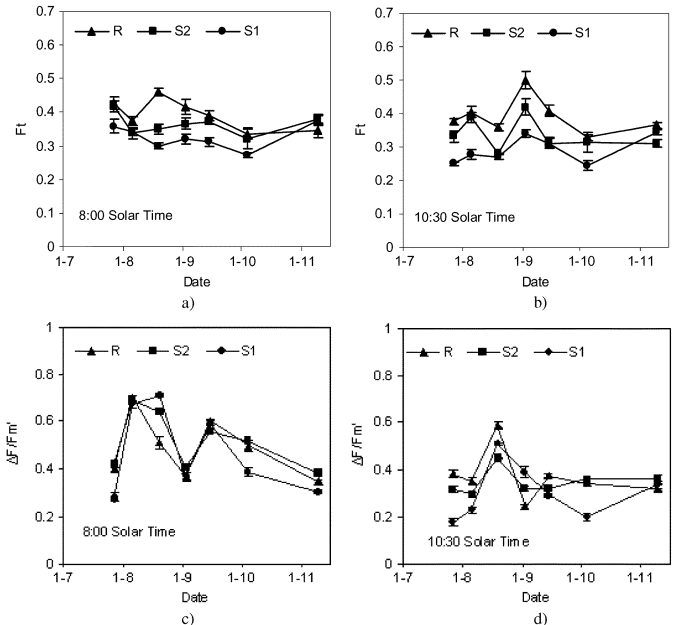 0.7 0.7
R S2 S1 R S2 S1
0.6 0.6
0.5 0.5
0.4 0.4
Ft Ft
0.3 0.3
0.2 0.2
0.1 8:00 Solar Time 0.1 10:30 Solar Time
0 0
1-7 1-8 1-9 1-10 1-11 1-7 1-8 1-9 1-10 1-11
Date Date
a) b)
1 1
R S2 S1 R S2 S1
0.8 0.8
0.6 0.6
ΔF/Fm' ΔF/Fm'
0.4 0.4
0.2 0.2
8:00 Solar Time 10:30 Solar Time
0 0
1-7 1-8 1-9 1-10 1-11 1-7 1-8 1-9 1-10 1-11
Date Date
c) d)